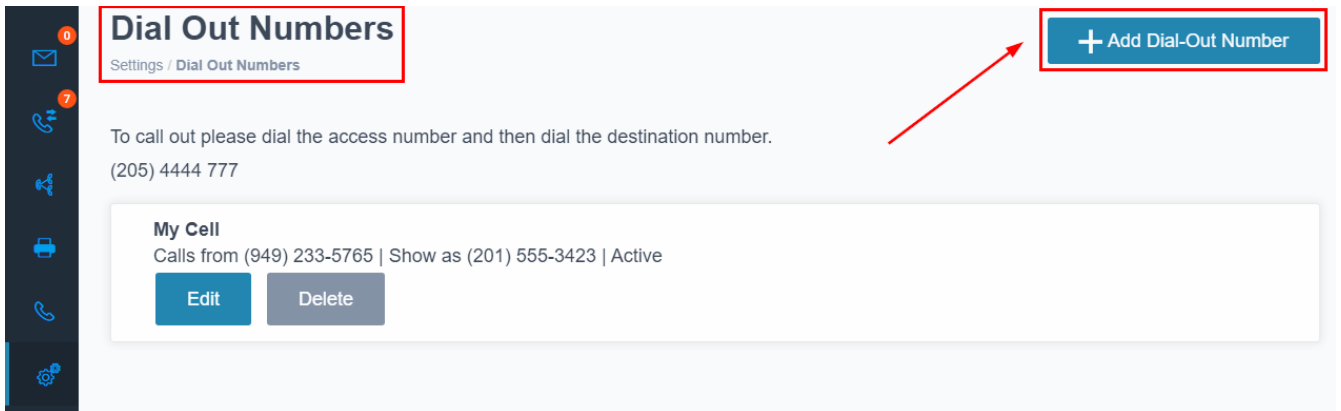 0
7
Dial Out Numbers
Settings / Dial Out Numbers
Add Dial-Out Number
To call out please dial the access number and then dial the destination number.
(205) 4444 777
My Cell
Calls from (949) 233-5765 | Show as (201) 555-3423 | Active
Edit
Delete